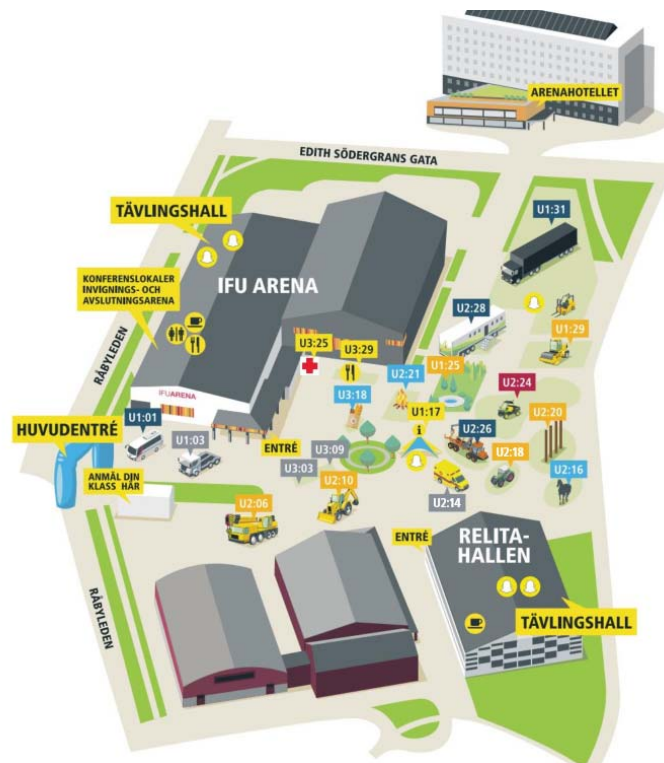 ARENAHOTELLET
EDITH SÖDERGRANS GATA
TÄVLINGSHALL
U1:31
KONFERENSLOKALER
INVIGNINGS- OCH
AVSLUTNINGSARENA
IFU ARENA
RÅBYLEDEN
U2:28
U3:25
U3:29
U1:29
U2:21
U1:25
U2:24
IFUARENA
U3:18
U1:17
U2:20
HUVUDENTRÉ
U1:01
U1:03
ENTRÉ
U3:09
i
U2:26
U2:18
ANMÄL DIN
KLASS HÄR
U3:03
U2:10
U2:16
U2:06
U2:14
ENTRÉ
RELITA-
HALLEN
RÅBYLEDEN
TÄVLINGSHALL